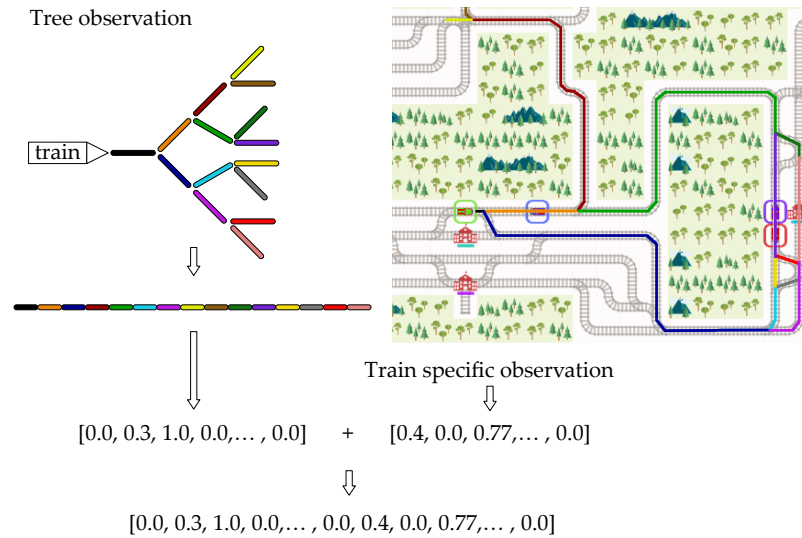 Tree observation
train
Train specific observation
[0.0, 0.3, 1.0, 0.0,… , 0.0] + [0.4, 0.0, 0.77,… , 0.0]
[0.0, 0.3, 1.0, 0.0,… , 0.0, 0.4, 0.0, 0.77,… , 0.0]